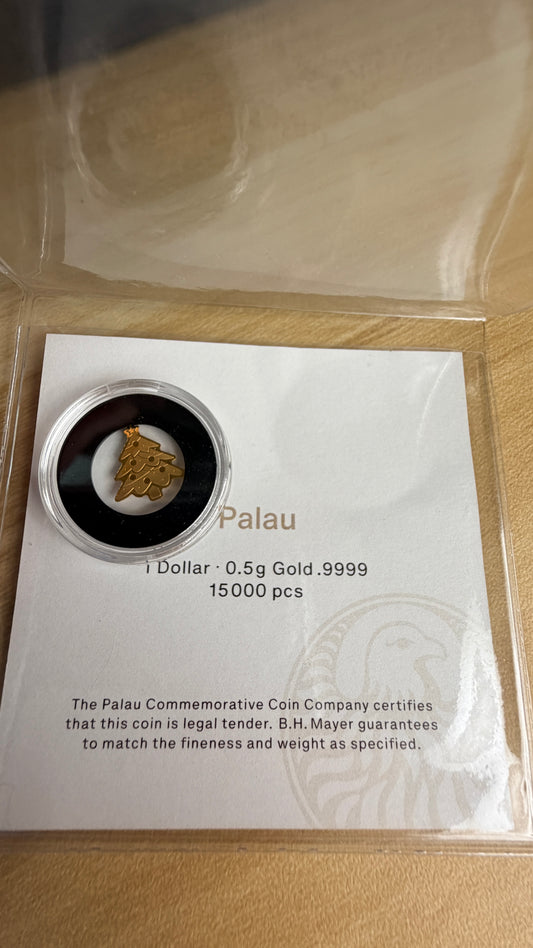 Palau
1 Dollar · 0.5g Gold .9999
15000 pcs
The Palau Commemorative Coin Company certifies
that this coin is legal tender. B.H. Mayer guarantees
to match the fineness and weight as specified.